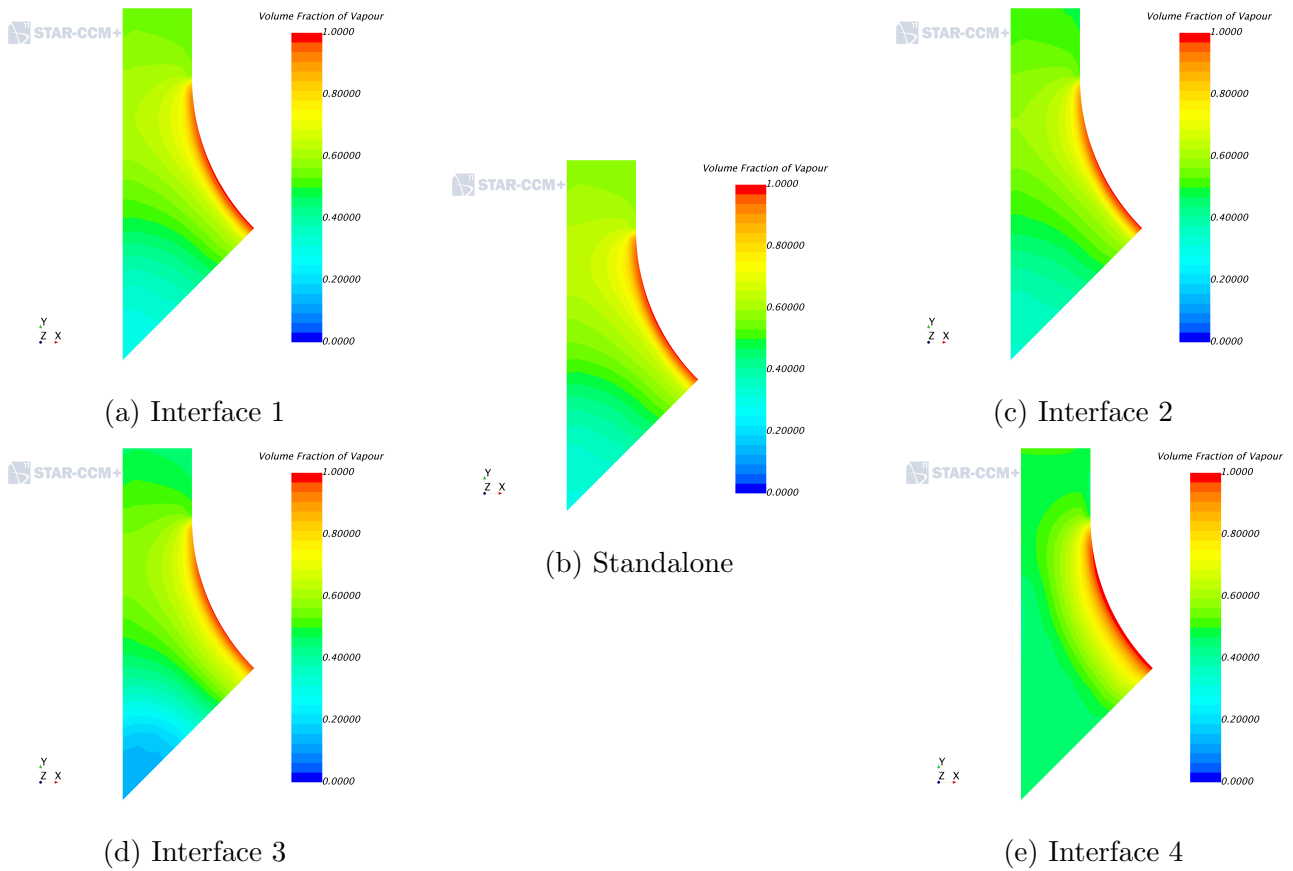 Volume Fraction of Vapour
STAR-CCM+
1.0000
0.80000
0.60000
0.40000
0.20000
0.0000
Y
Z X
(a) Interface 1
Volume Fraction of Vapour
STAR-CCM+
1.0000
0.80000
0.60000
0.40000
0.20000
0.0000
Y
Z X
(b) Standalone
Volume Fraction of Vapour
STAR-CCM+
1.0000
0.80000
0.60000
0.40000
0.20000
0.0000
Y
Z X
(c) Interface 2
Volume Fraction of Vapour
STAR-CCM+
1.0000
0.80000
0.60000
0.40000
0.20000
0.0000
Y
Z X
(d) Interface 3
Volume Fraction of Vapour
STAR-CCM+
1.0000
0.80000
0.60000
0.40000
0.20000
0.0000
Y
Z X
(e) Interface 4